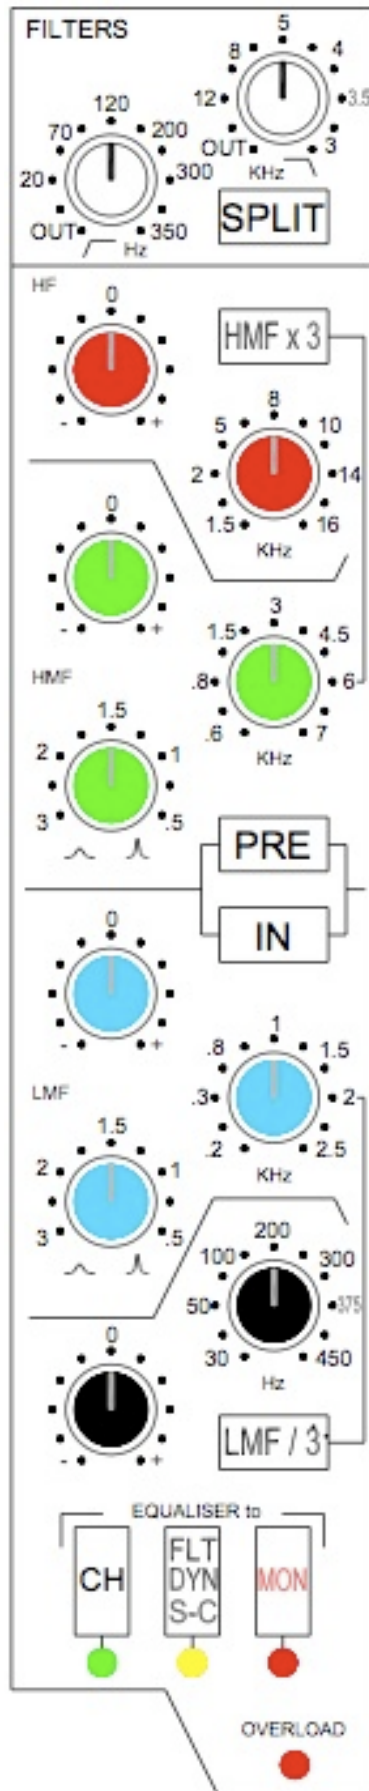 FILTERS
5
8
4
12
3.5
OUT
3
KHz
120
70
200
20
300
OUT
350
Hz
SPLIT
HF
0
-
+
HMF x 3
8
5
10
2
14
1.5
16
KHz
0
-
+
HMF
3
1.5
4.5
.8
6
.6
7
KHz
1.5
2
1
3
.5
PRE
IN
0
-
+
LMF
1
.8
1.5
.3
2
.2
2.5
KHz
1.5
2
1
3
.5
200
100
300
50
375
30
450
Hz
0
-
+
LMF / 3
EQUALISER to
CH
FLT
DYN
S-C
MON
OVERLOAD